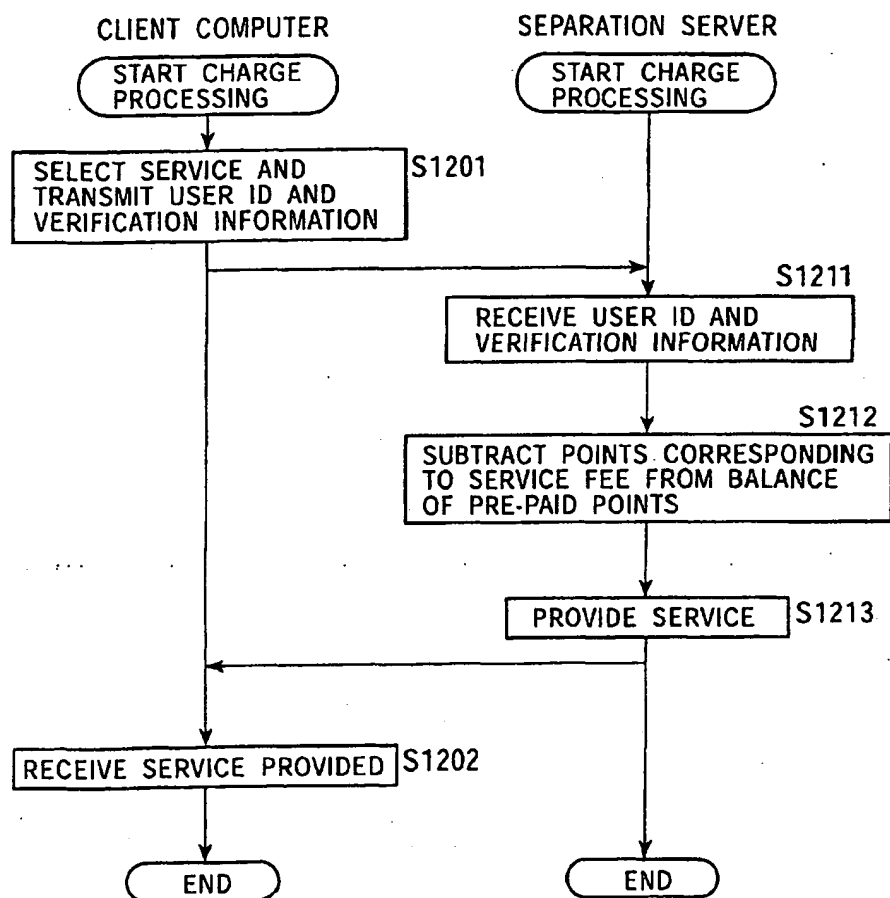 CLIENT COMPUTER
SEPARATION SERVER
START CHARGE
PROCESSING
START CHARGE
PROCESSING
SELECT SERVICE AND
TRANSMIT USER ID AND
VERIFICATION INFORMATION
S1201
S1211
RECEIVE USER ID AND
VERIFICATION INFORMATION
S1212
SUBTRACT POINTS CORRESPONDING
TO SERVICE FEE FROM BALANCE
OF PRE-PAID POINTS
PROVIDE SERVICE
S1213
RECEIVE SERVICE PROVIDED
S1202
END
END